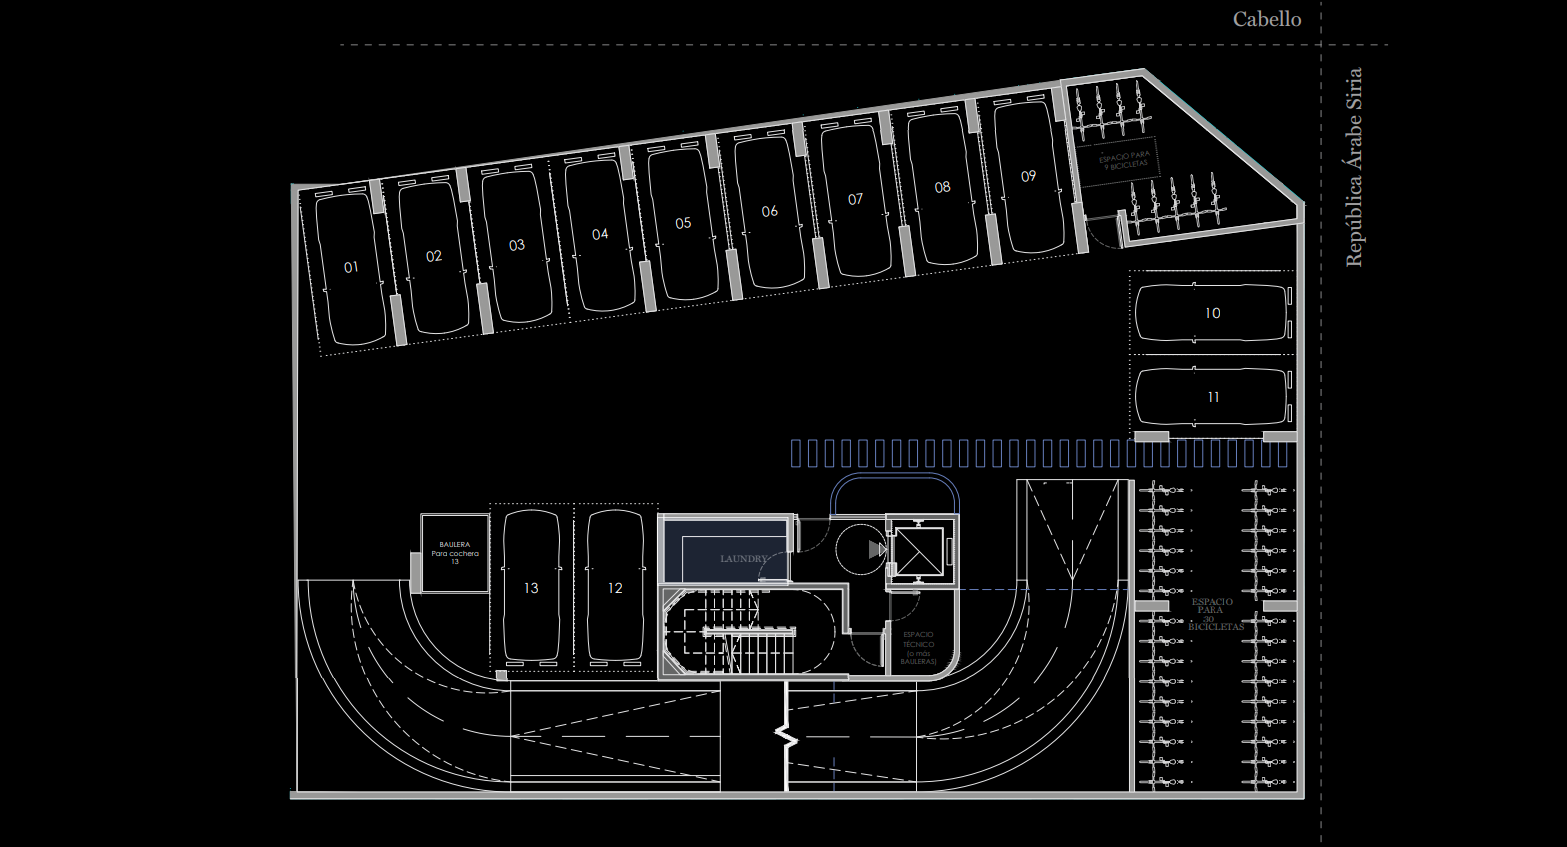 Cabello
República Árabe Siria
ESPACIO PARA
9 BICICLETAS
01
02
03
04
05
06
07
08
09
10
11
BAULERA
Para cochera
13
13
12
LAUNDRY
ESPACIO
TÉCNICO
(o más
BAULERAS)
ESPACIO
PARA
30
BICICLETAS